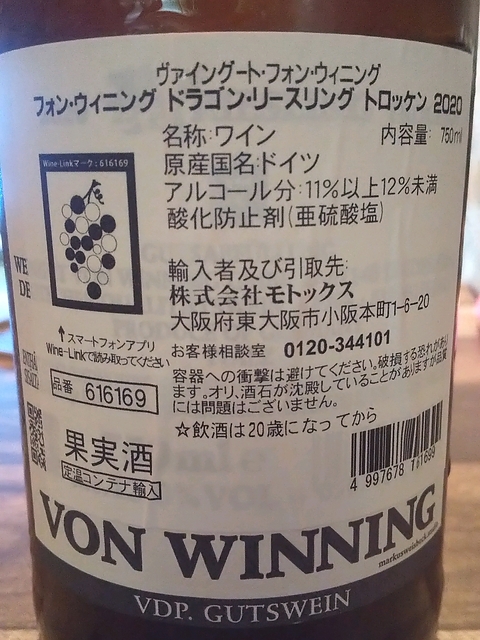 ヴァイングート・フォン・ウィニング
フォン・ウィニング ドラゴン・リースリング トロッケン 2020
名称:ワイン 内容量: 750ml
原産国名:ドイツ
アルコール分:11%以上12%未満
酸化防止剤(亜硫酸塩)
Wine-Linkマーク:616169
WE
DE
輸入者及び引取先:
株式会社モトックス
大阪府東大阪市小阪本町1-6-20
お客様相談室 0120-344101
↑スマートフォンアプリ
Wine-Linkで読み取ってください
品番 616169
容器への衝撃は避けてください。破損する恐れがあり
ます。オリ、酒石が沈殿していることがありますが品質
には問題はございません。
☆飲酒は20歳になってから
果実酒
定温コンテナ輸入
4 997678 161699
VON WINNING
VDP. GUTSWEIN